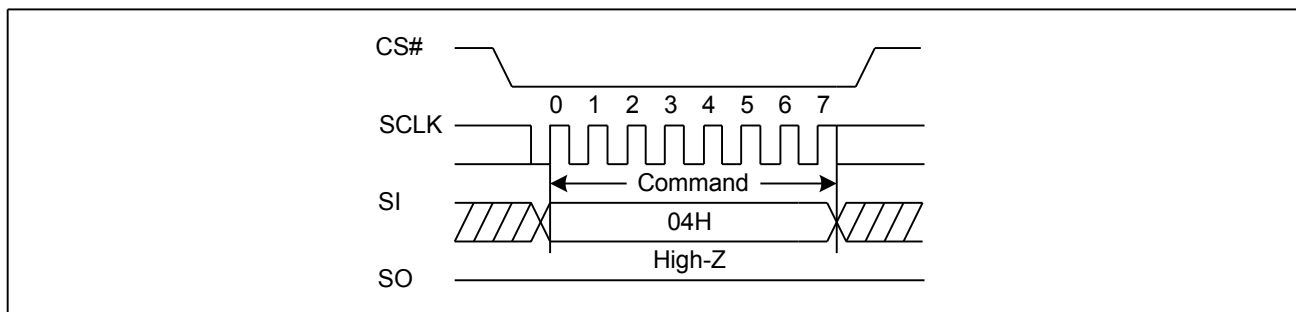 CS#
0 1 2 3 4 5 6 7
SCLK
Command
SI
04H
High-Z
SO